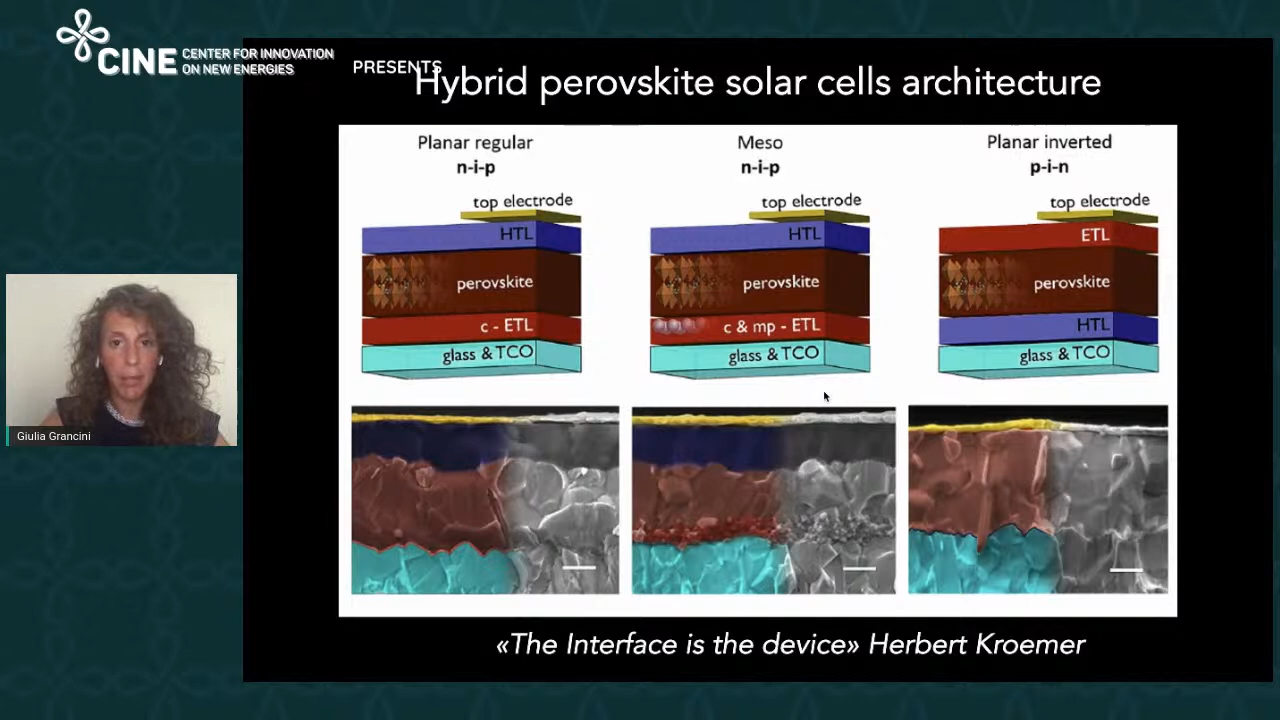 CINE CENTER FOR INNOVATION
ON NEW ENERGIES
PRESENTS
Hybrid perovskite solar cells architecture
Planar regular
n-i-p
Meso
n-i-p
Planar inverted
p-i-n
top electrode
HTL
perovskite
c - ETL
glass & TCO
top electrode
HTL
perovskite
c & mp - ETL
glass & TCO
top electrode
ETL
perovskite
HTL
glass & TCO
Giulia Grancini
«The Interface is the device» Herbert Kroemer